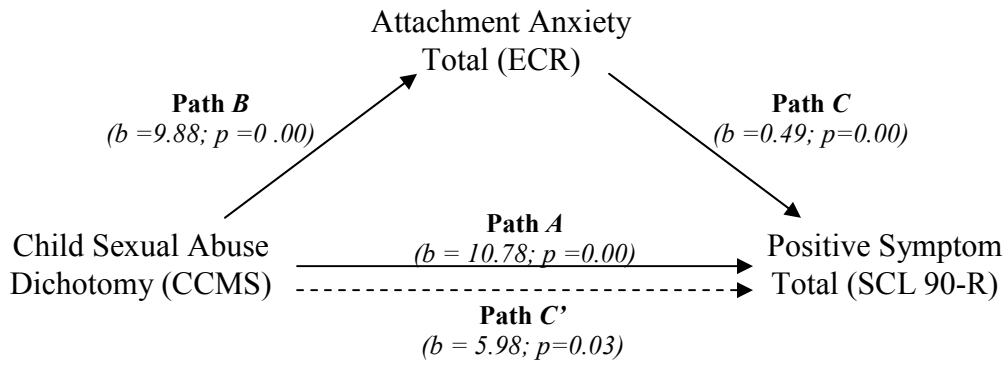 Attachment Anxiety
Total (ECR)
Path B
(b =9.88; p =0 .00)
Path C
(b =0.49; p=0.00)
Child Sexual Abuse
Dichotomy (CCMS)
Path A
(b = 10.78; p =0.00)
Positive Symptom
Total (SCL 90-R)
Path C’
(b = 5.98; p=0.03)